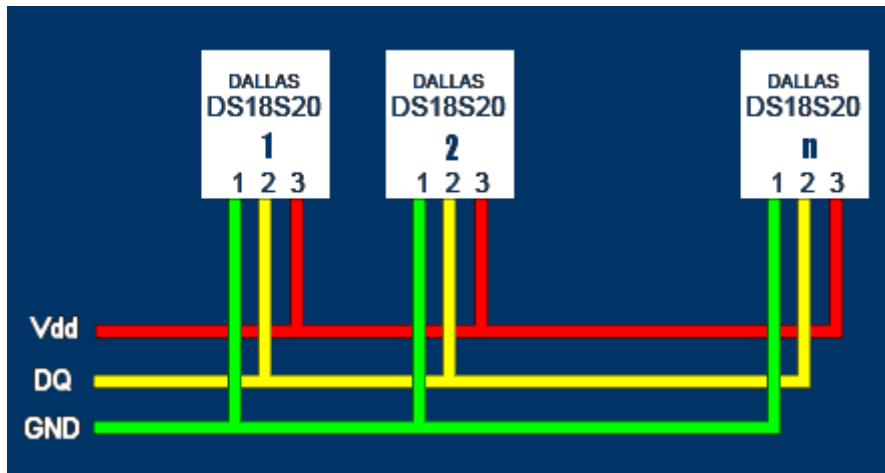 DALLAS
DS18S20
1
1 2 3
DALLAS
DS18S20
2
1 2 3
DALLAS
DS18S20
n
1 2 3
Vdd
DQ
GND